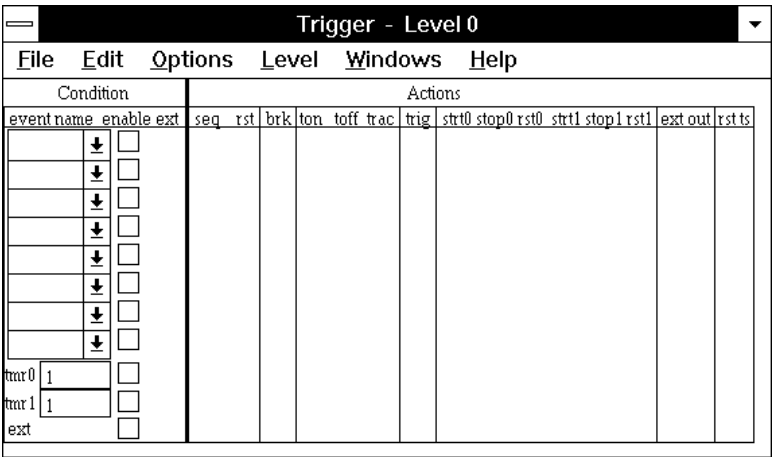 Trigger - Level 0
File Edit Options Level Windows Help
Condition Actions
event name enable ext seq rst brk ton toff trac trig strt0 stop0 rst0 strt1 stop1 rst1 ext out rst ts
tmr0 1
tmr1 1
ext